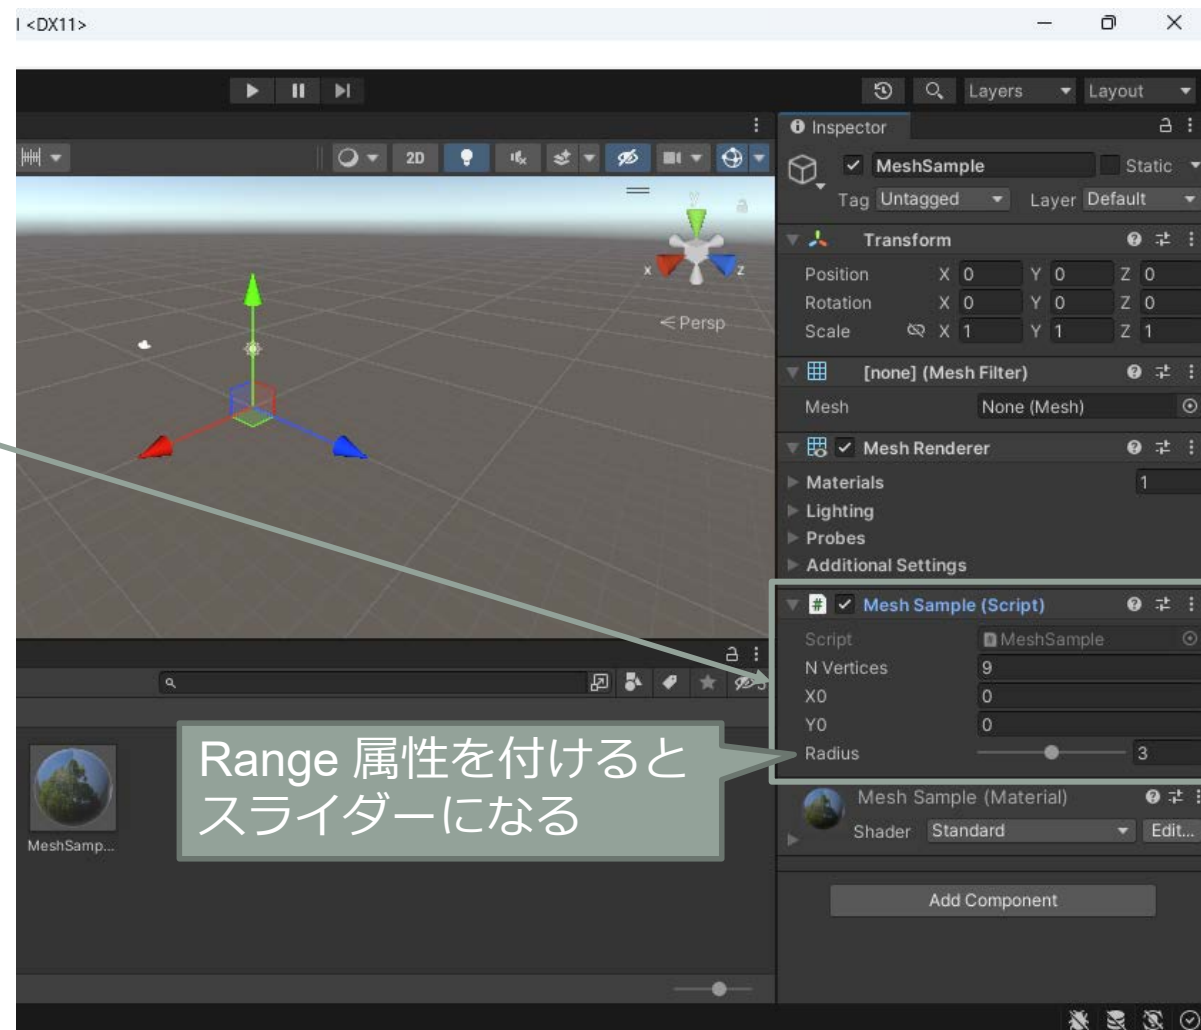 <DX11>
Layers
Layout
Inspector
2D
MeshSample
Static
Tag Untagged Layer Default
y
x
z
Persp
Transform
Position X 0 Y 0 Z 0
Rotation X 0 Y 0 Z 0
Scale X 1 Y 1 Z 1
[none] (Mesh Filter)
Mesh None (Mesh)
Mesh Renderer
Materials 1
Lighting
Probes
Additional Settings
# Mesh Sample (Script)
Script MeshSample
N Vertices 9
X0 0
Y0 0
Radius 3
Range 属性を付けると
スライダーになる
MeshSamp...
Mesh Sample (Material)
Shader Standard Edit...
Add Component